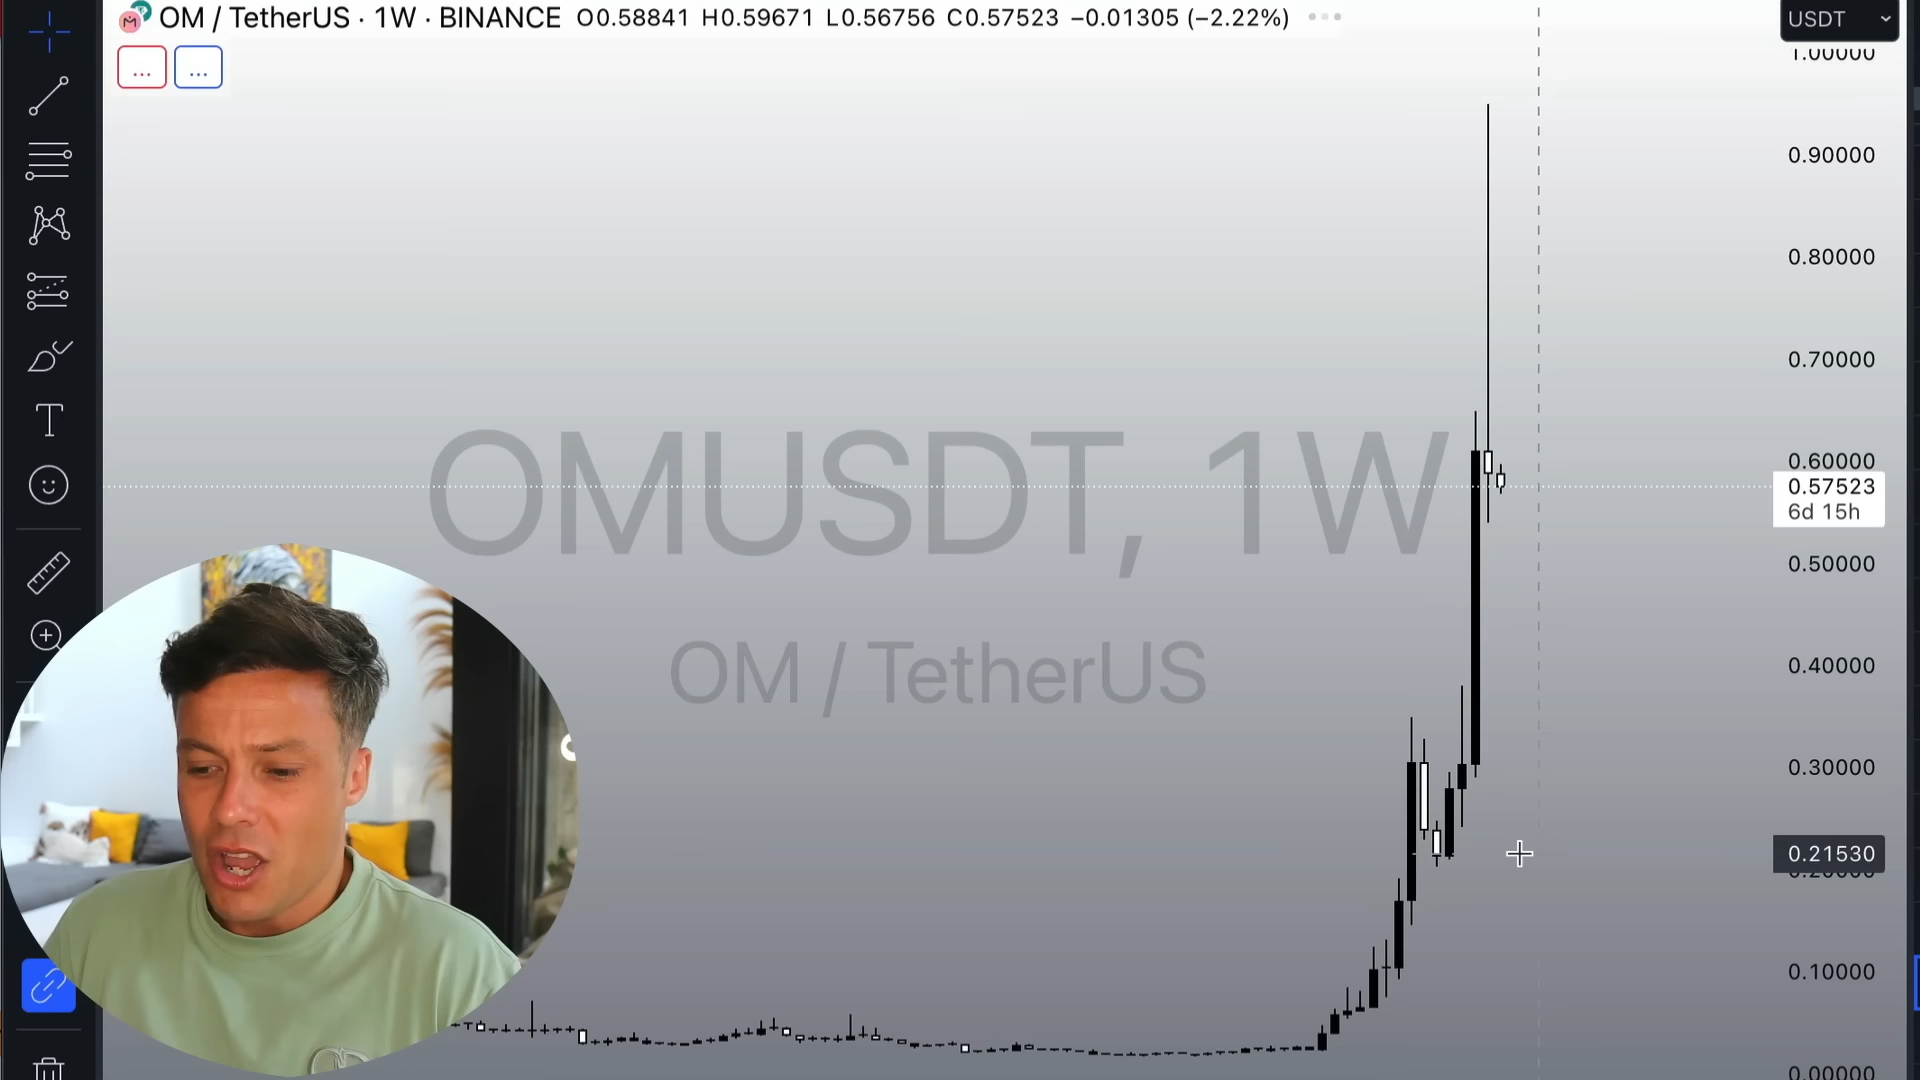 OM / TetherUS · 1W · BINANCE O0.58841 H0.59671 L0.56756 C0.57523 −0.01305 (−2.22%)
USDT
1.00000
0.90000
0.80000
0.70000
OMUSDT, 1W
0.60000
0.57523
6d 15h
0.50000
OM / TetherUS
0.40000
0.30000
0.21530
0.20000
0.10000
0.00000